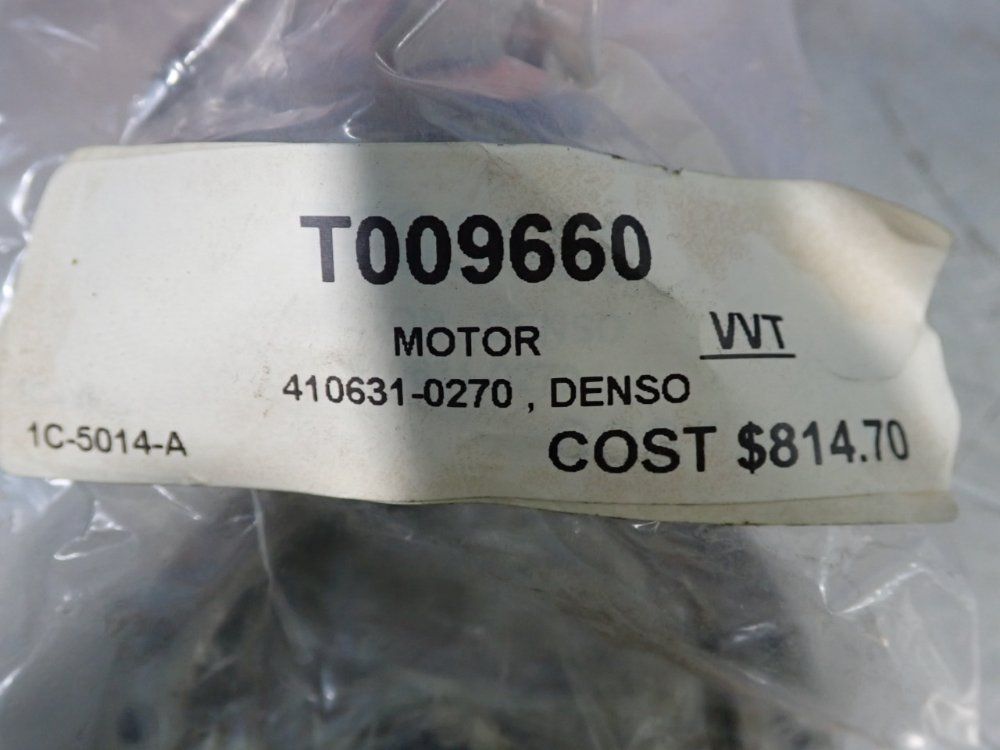 T009660
MOTOR VVT
410631-0270 , DENSO
1C-5014-A
COST $814.70